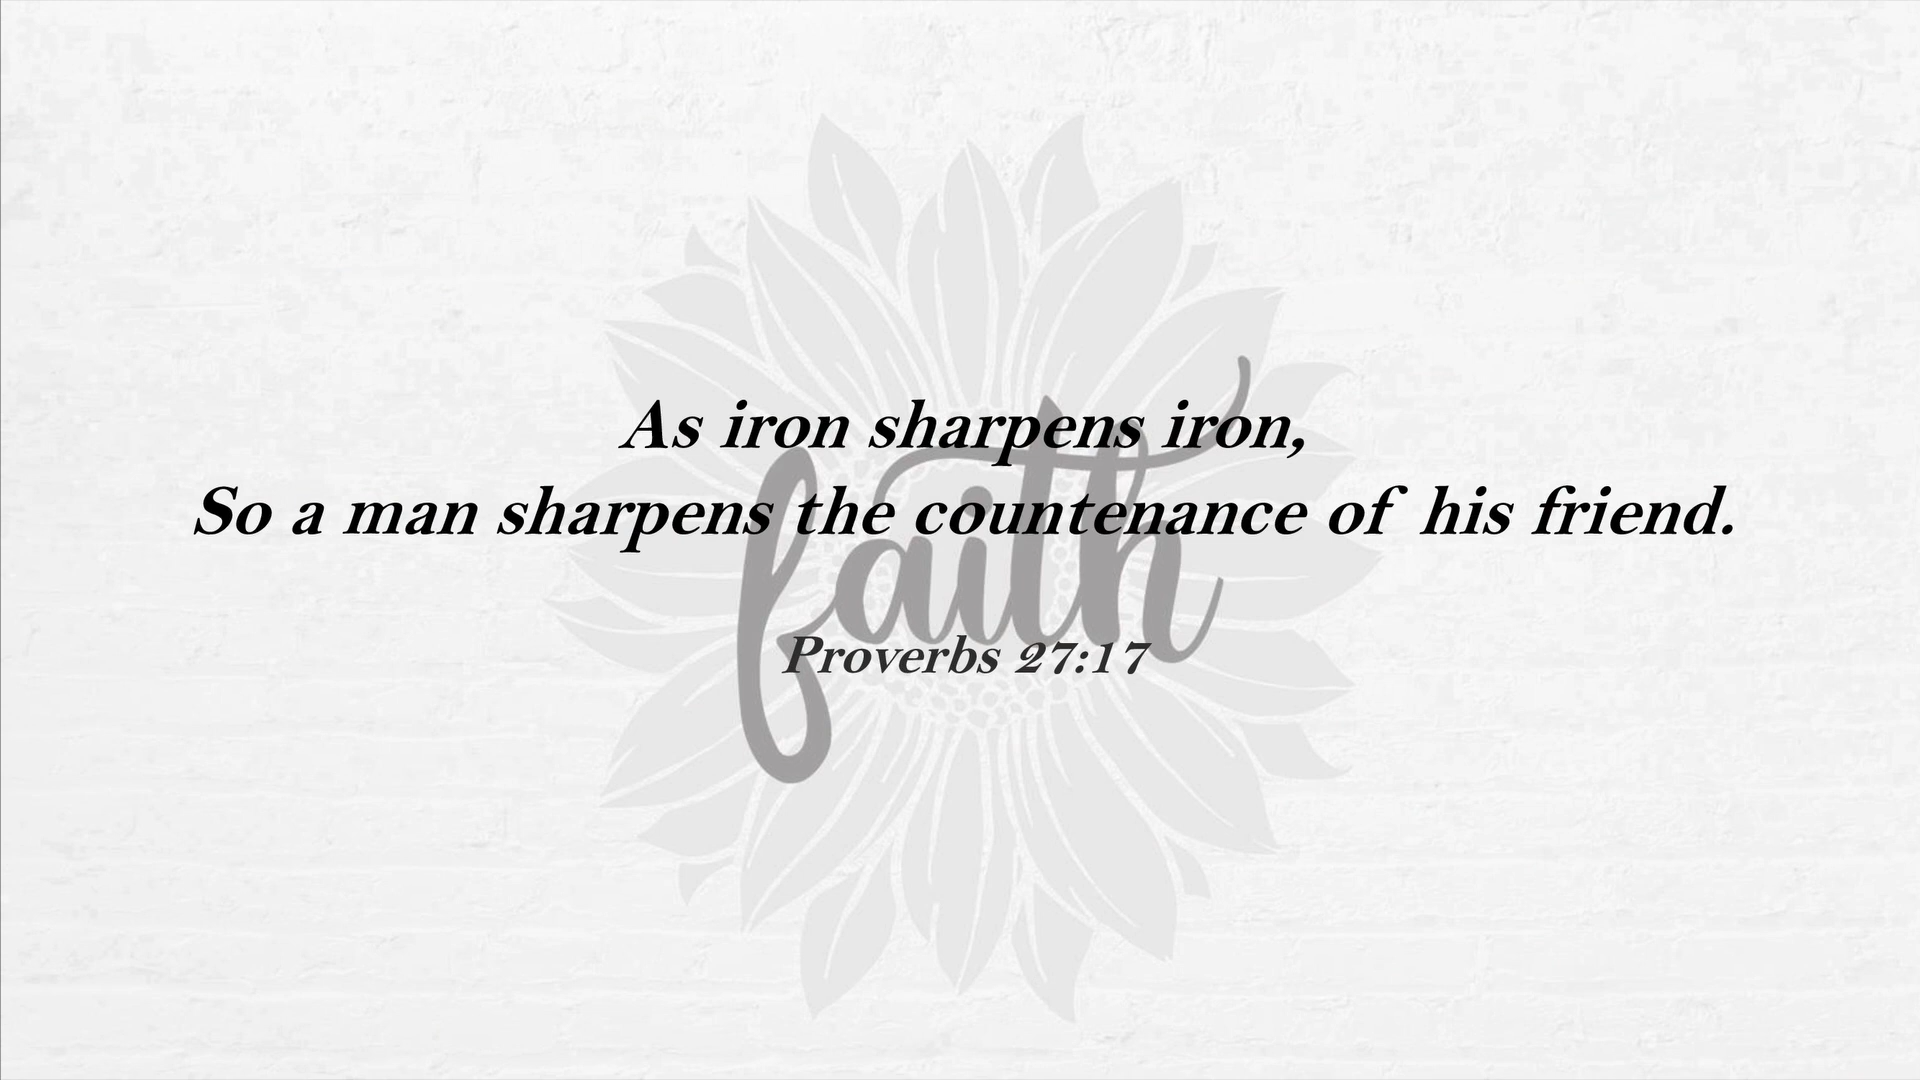 As iron sharpens iron,
So a man sharpens the countenance of his friend.
faith
Proverbs 27:17